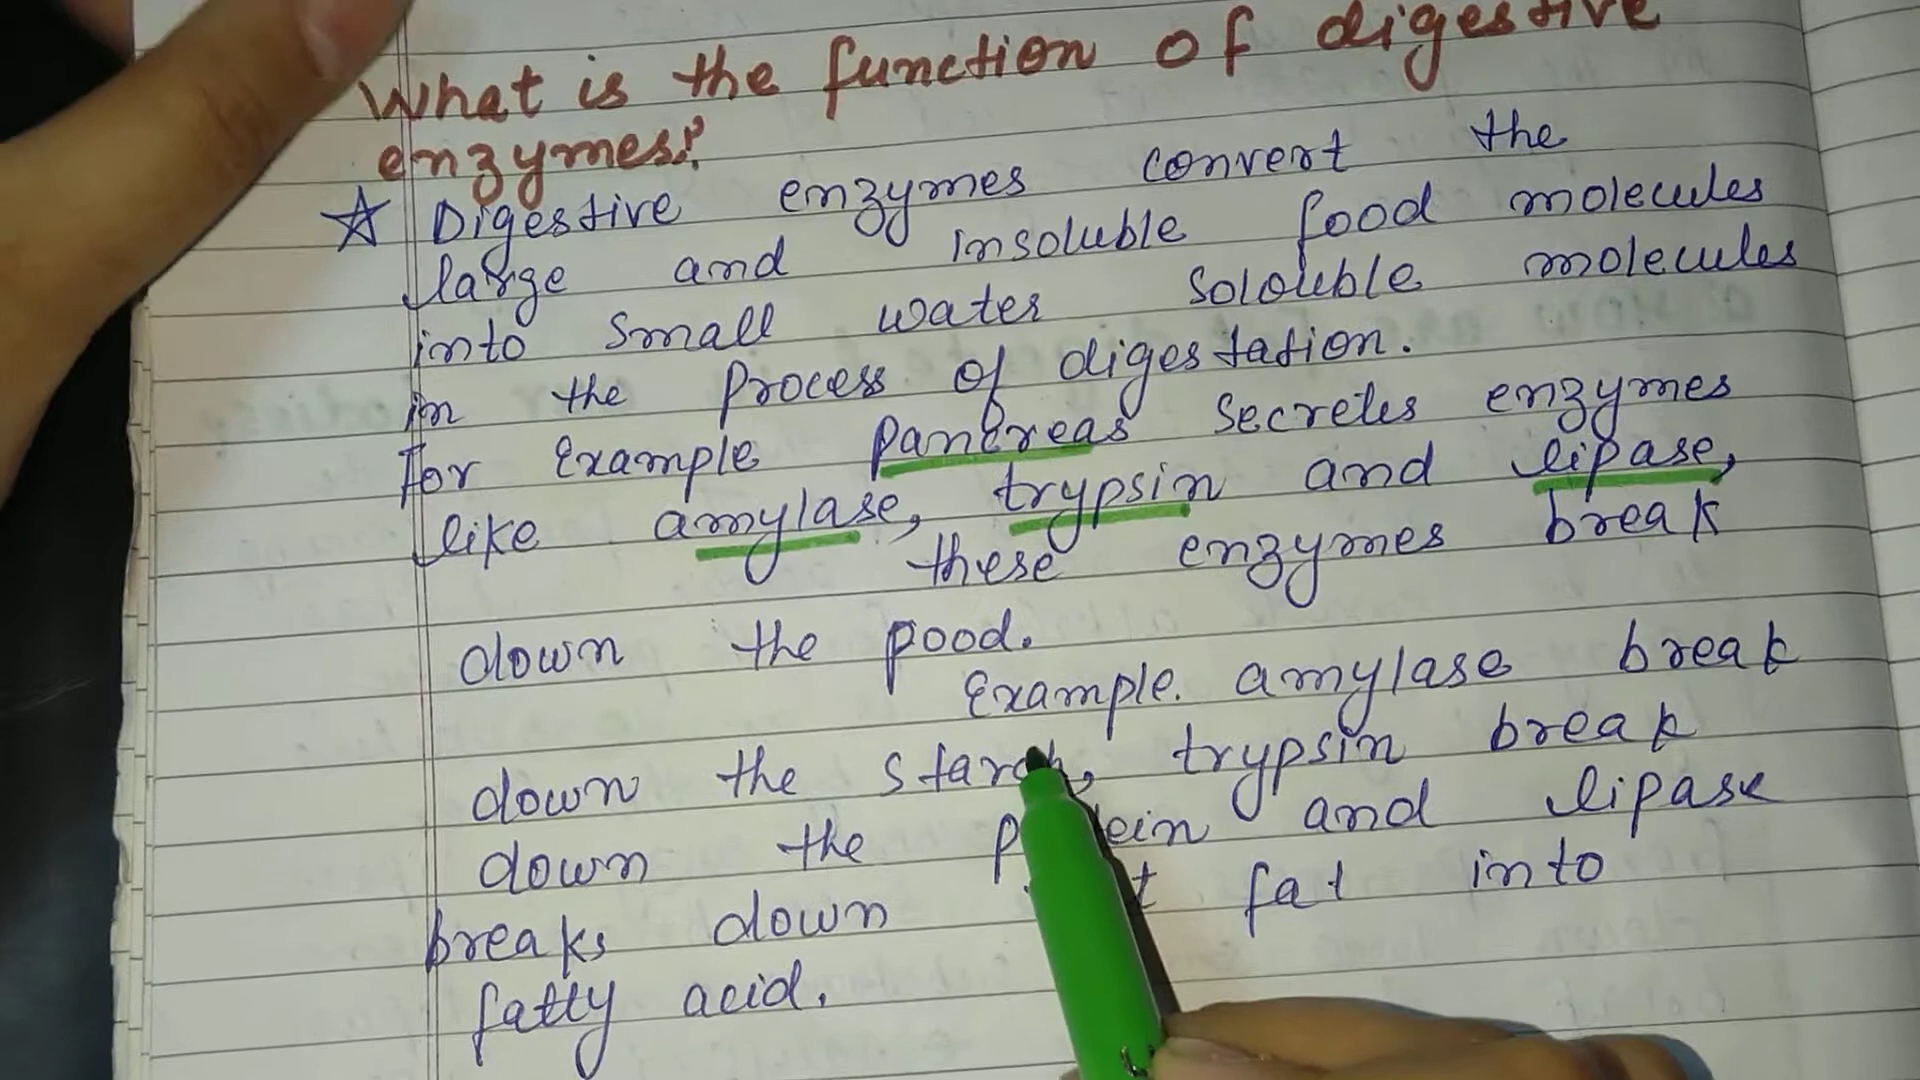 What is the function of digestive
enzymes?
Digestive enzymes convert the
large and insoluble food molecules
into small water solouble molecules
in the process of digestation.
For Example Pancreas secretes enzymes
like amylase, trypsin and lipase,
these enzymes break
down the pood.
Example. amylase break
down the starch, trypsin break
down the and lipase
breaks down fat into
fatty acid.